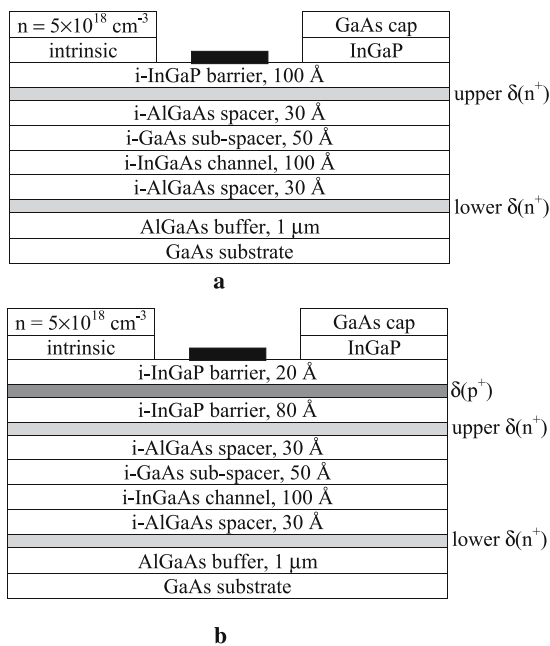 n = 5×10¹⁸ cm⁻³ GaAs cap
intrinsic InGaP
i-InGaP barrier, 100 Å
upper δ(n⁺)
i-AlGaAs spacer, 30 Å
i-GaAs sub-spacer, 50 Å
i-InGaAs channel, 100 Å
i-AlGaAs spacer, 30 Å
lower δ(n⁺)
AlGaAs buffer, 1 μm
GaAs substrate
a
n = 5×10¹⁸ cm⁻³ GaAs cap
intrinsic InGaP
i-InGaP barrier, 20 Å
δ(p⁺)
i-InGaP barrier, 80 Å
upper δ(n⁺)
i-AlGaAs spacer, 30 Å
i-GaAs sub-spacer, 50 Å
i-InGaAs channel, 100 Å
i-AlGaAs spacer, 30 Å
lower δ(n⁺)
AlGaAs buffer, 1 μm
GaAs substrate
b